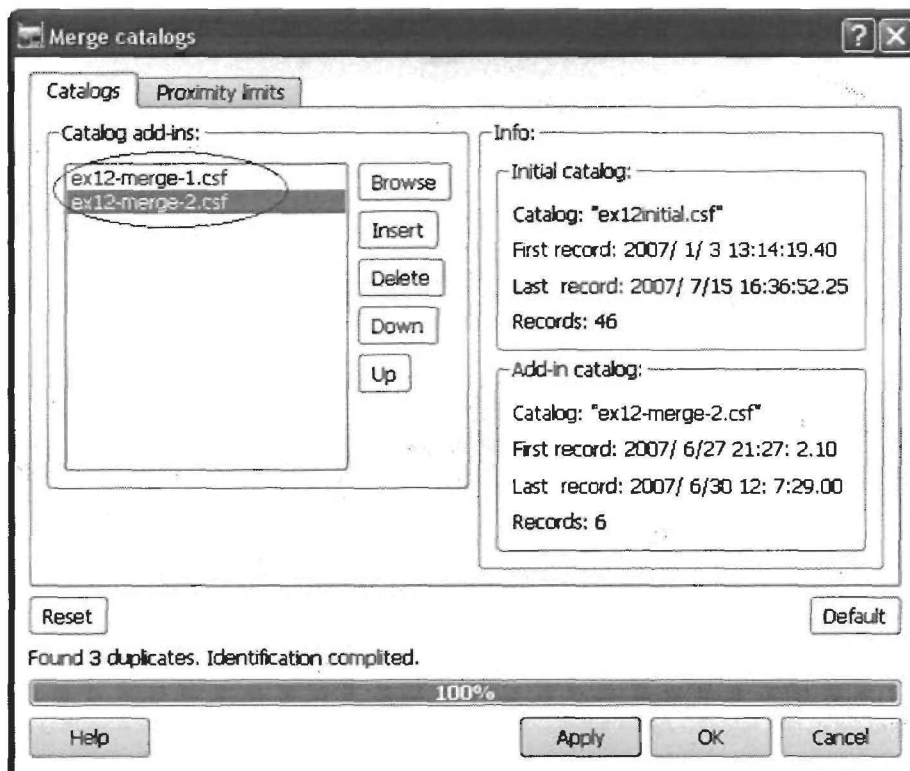 Merge catalogs
Catalogs
Proximity limits
Catalog add-ins:
ex12-merge-1.csf
ex12-merge-2.csf
Browse
Insert
Delete
Down
Up
Info:
Initial catalog:
Catalog: "ex12initial.csf"
First record: 2007/ 1/ 3 13:14:19.40
Last record: 2007/ 7/15 16:36:52.25
Records: 46
Add-in catalog:
Catalog: "ex12-merge-2.csf"
First record: 2007/ 6/27 21:27: 2.10
Last record: 2007/ 6/30 12: 7:29.00
Records: 6
Reset
Default
Found 3 duplicates. Identification complited.
100%
Help
Apply
OK
Cancel